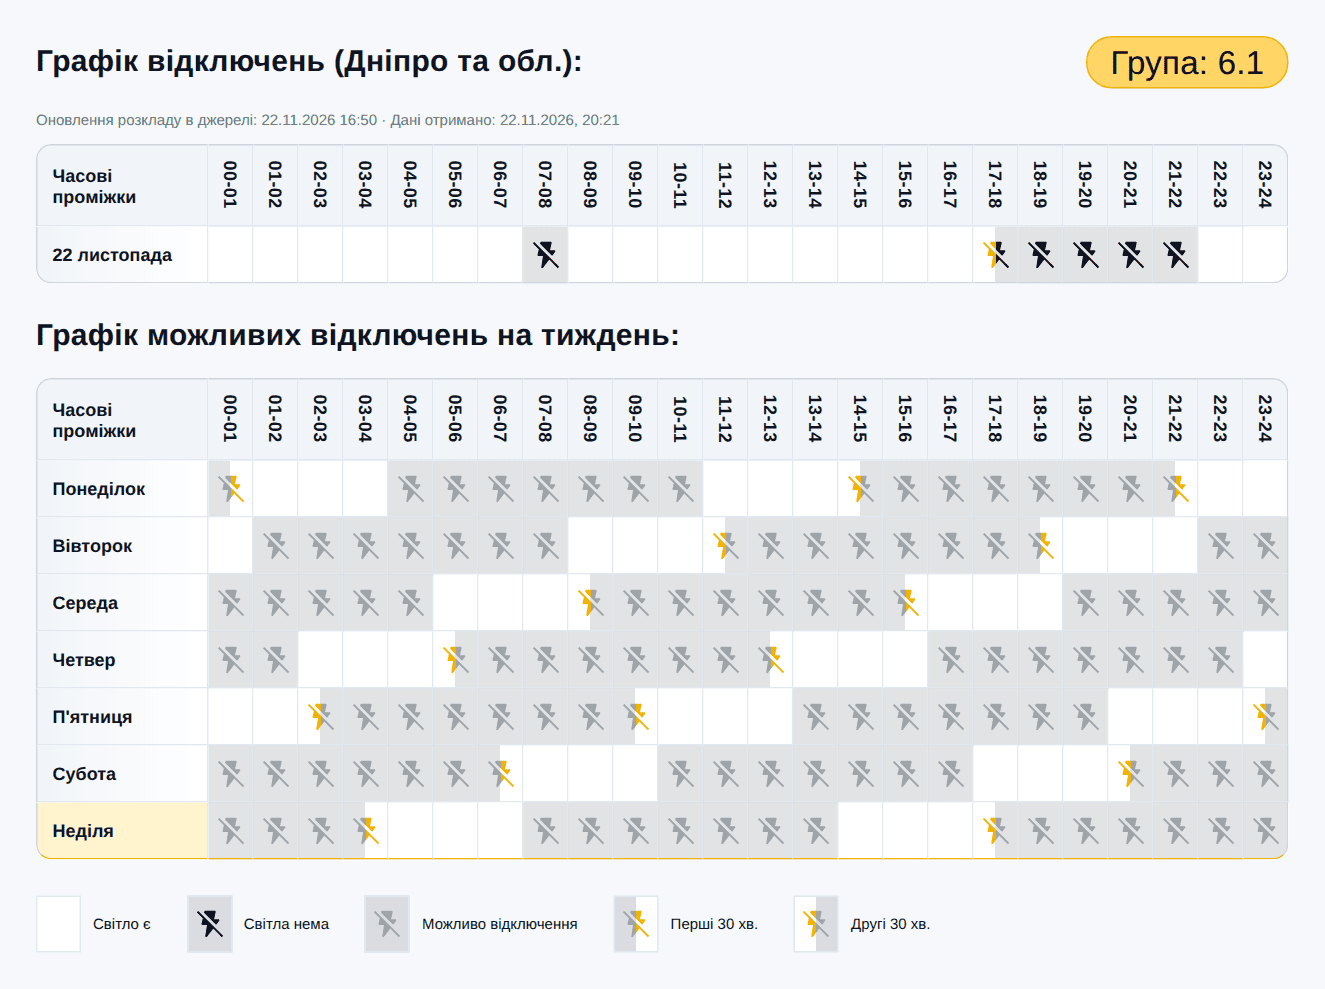 Графік відключень (Дніпро та обл.):
Група: 6.1
Оновлення розкладу в джерелі: 22.11.2026 16:50 · Дані отримано: 22.11.2026, 20:21
Часові проміжки 00-01 01-02 02-03 03-04 04-05 05-06 06-07 07-08 08-09 09-10 10-11 11-12 12-13 13-14 14-15 15-16 16-17 17-18 18-19 19-20 20-21 21-22 22-23 23-24
22 листопада
Графік можливих відключень на тиждень:
Часові проміжки 00-01 01-02 02-03 03-04 04-05 05-06 06-07 07-08 08-09 09-10 10-11 11-12 12-13 13-14 14-15 15-16 16-17 17-18 18-19 19-20 20-21 21-22 22-23 23-24
Понеділок
Вівторок
Середа
Четвер
П'ятниця
Субота
Неділя
Світло є Світла нема Можливо відключення Перші 30 хв. Другі 30 хв.